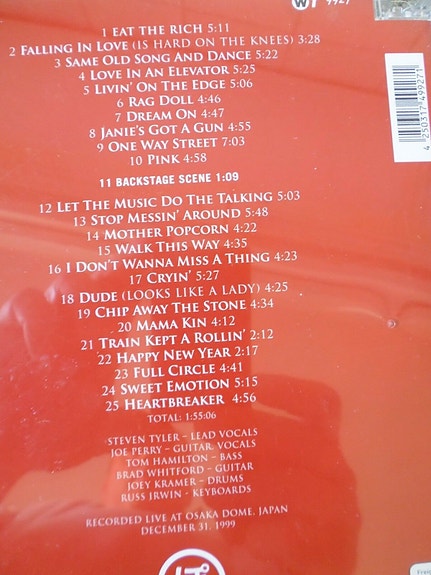 1 EAT THE RICH 5:11
2 FALLING IN LOVE (IS HARD ON THE KNEES) 3:28
3 SAME OLD SONG AND DANCE 5:22
4 LOVE IN AN ELEVATOR 5:25
5 LIVIN' ON THE EDGE 5:06
6 RAG DOLL 4:46
7 DREAM ON 4:47
8 JANIE'S GOT A GUN 4:55
9 ONE WAY STREET 7:03
10 PINK 4:58
11 BACKSTAGE SCENE 1:09
12 LET THE MUSIC DO THE TALKING 5:03
13 STOP MESSIN' AROUND 5:48
14 MOTHER POPCORN 4:22
15 WALK THIS WAY 4:35
16 I DON'T WANNA MISS A THING 4:23
17 CRYIN' 5:27
18 DUDE (LOOKS LIKE A LADY) 4:25
19 CHIP AWAY THE STONE 4:34
20 MAMA KIN 4:12
21 TRAIN KEPT A ROLLIN' 2:12
22 HAPPY NEW YEAR 2:17
23 FULL CIRCLE 4:41
24 SWEET EMOTION 5:15
25 HEARTBREAKER 4:56
TOTAL: 1:55:06
STEVEN TYLER – LEAD VOCALS
JOE PERRY – GUITAR, VOCALS
TOM HAMILTON – BASS
BRAD WHITFORD – GUITAR
JOEY KRAMER – DRUMS
RUSS IRWIN - KEYBOARDS
RECORDED LIVE AT OSAKA DOME, JAPAN
DECEMBER 31, 1999
4 250317 499271